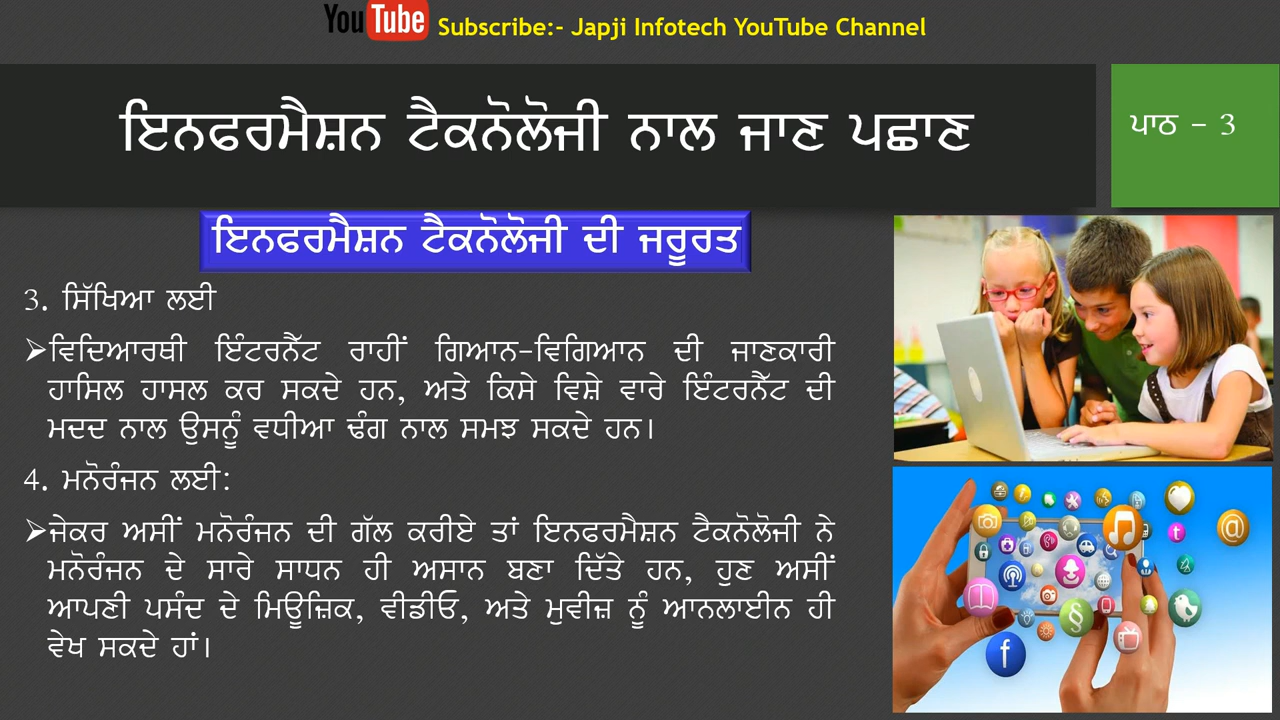 YouTube Subscribe:- Japji Infotech YouTube Channel
ਇਨਫਰਮੈਸ਼ਨ ਟੈਕਨੋਲੋਜੀ ਨਾਲ ਜਾਣ ਪਛਾਣ
ਪਾਠ - 3
ਇਨਫਰਮੈਸ਼ਨ ਟੈਕਨੋਲੋਜੀ ਦੀ ਜਰੂਰਤ
3. ਸਿੱਖਿਆ ਲਈ
➢ਵਿਦਿਆਰਥੀ ਇੰਟਰਨੈੱਟ ਰਾਹੀਂ ਗਿਆਨ-ਵਿਗਿਆਨ ਦੀ ਜਾਣਕਾਰੀ
ਹਾਸਿਲ ਹਾਸਲ ਕਰ ਸਕਦੇ ਹਨ, ਅਤੇ ਕਿਸੇ ਵਿਸ਼ੇ ਵਾਰੇ ਇੰਟਰਨੈੱਟ ਦੀ
ਮਦਦ ਨਾਲ ਉਸਨੂੰ ਵਧੀਆ ਢੰਗ ਨਾਲ ਸਮਝ ਸਕਦੇ ਹਨ।
4. ਮਨੋਰੰਜਨ ਲਈ:
➢ਜੇਕਰ ਅਸੀਂ ਮਨੋਰੰਜਨ ਦੀ ਗੱਲ ਕਰੀਏ ਤਾਂ ਇਨਫਰਮੈਸ਼ਨ ਟੈਕਨੋਲੋਜੀ ਨੇ
ਮਨੋਰੰਜਨ ਦੇ ਸਾਰੇ ਸਾਧਨ ਹੀ ਅਸਾਨ ਬਣਾ ਦਿੱਤੇ ਹਨ, ਹੁਣ ਅਸੀਂ
ਆਪਣੀ ਪਸੰਦ ਦੇ ਮਿਊਜ਼ਿਕ, ਵੀਡੀਓ, ਅਤੇ ਮੁਵੀਜ਼ ਨੂੰ ਆਨਲਾਈਨ ਹੀ
ਵੇਖ ਸਕਦੇ ਹਾਂ।